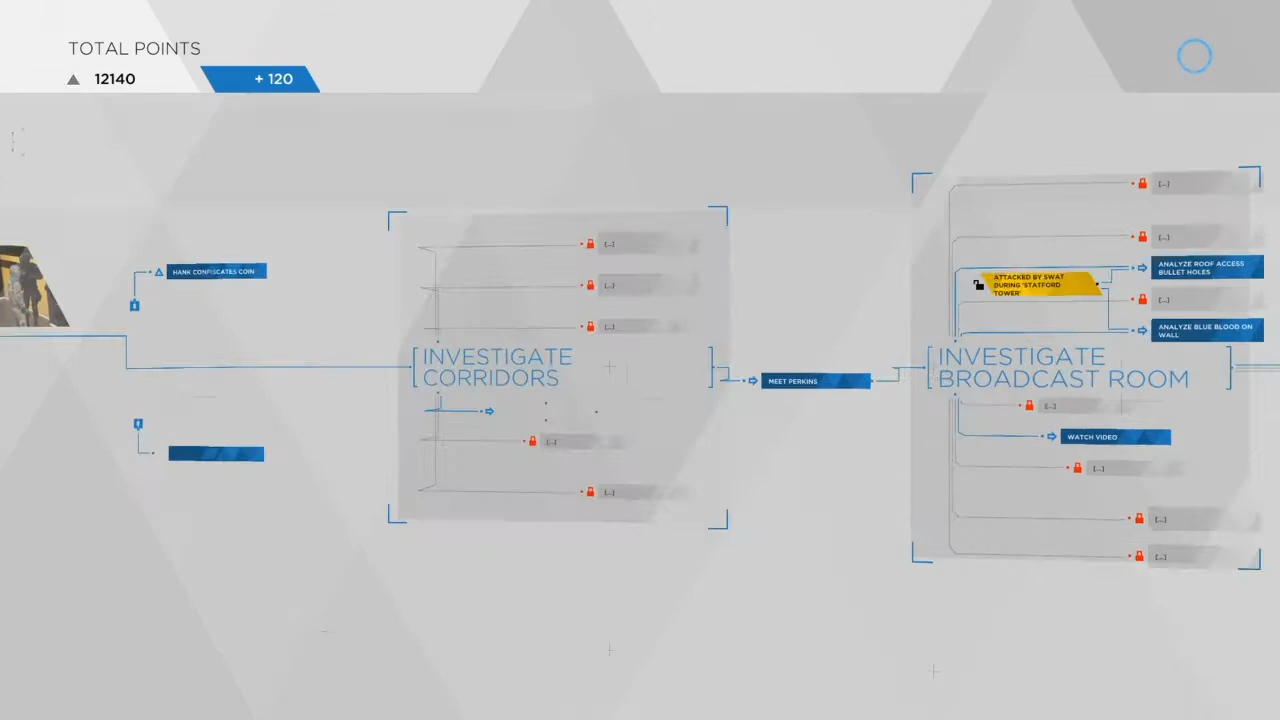 TOTAL POINTS
12140
+ 120
HANK CONFISCATES COIN
INVESTIGATE
CORRIDORS
[...]
[...]
[...]
[...]
[...]
MEET PERKINS
INVESTIGATE
BROADCAST ROOM
[...]
[...]
ANALYZE ROOF ACCESS
BULLET HOLES
ATTACKED BY SWAT
DURING 'STATFORD
TOWER'
[...]
ANALYZE BLUE BLOOD ON
WALL
[...]
WATCH VIDEO
[...]
[...]
[...]